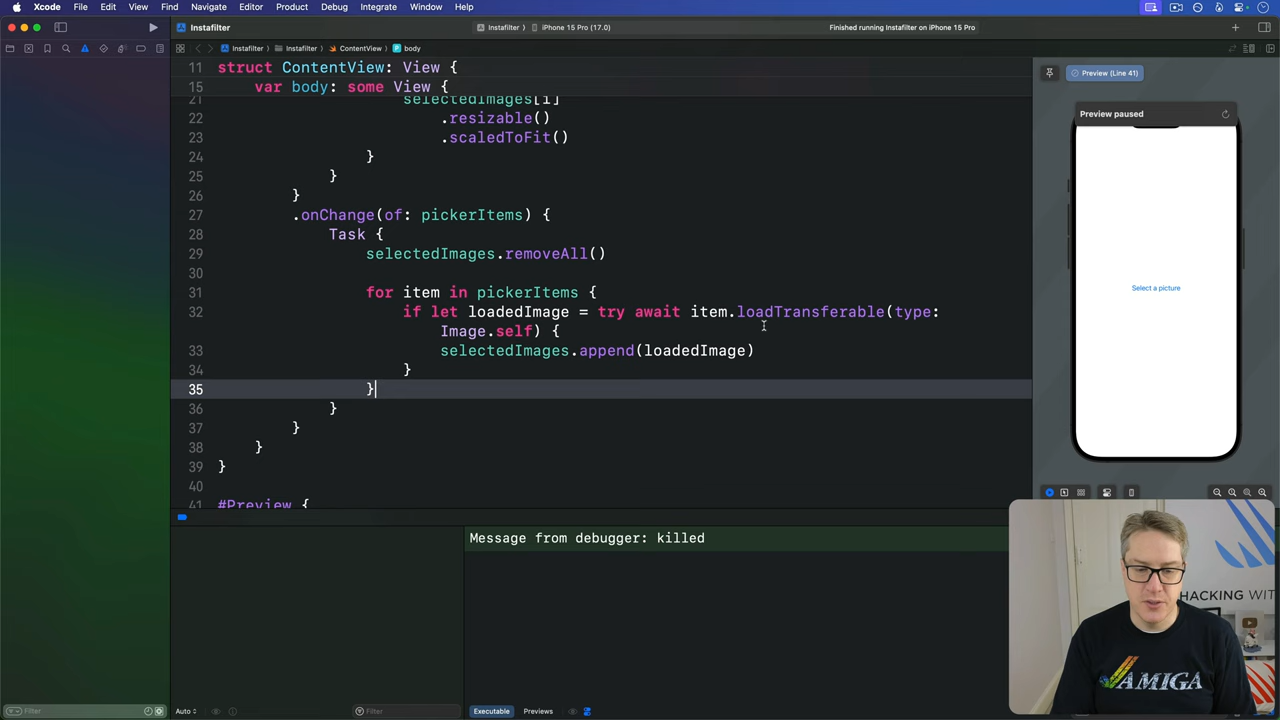 Xcode File Edit View Find Navigate Editor Product Debug Integrate Window Help
Instafilter
Instafilter
iPhone 15 Pro (17.0)
Finished running Instafilter on iPhone 15 Pro
Instafilter
Instafilter
ContentView
body
11 struct ContentView: View {
15 var body: some View {
21 selectedImages[i]
22 .resizable()
23 .scaledToFit()
24 }
25 }
26 }
27 .onChange(of: pickerItems) {
28 Task {
29 selectedImages.removeAll()
30
31 for item in pickerItems {
32 if let loadedImage = try await item.loadTransferable(type:
Image.self) {
33 selectedImages.append(loadedImage)
34 }
35 }
36 }
37 }
38 }
39 }
40
41 #Preview {
Preview (Line 41)
Preview paused
Select a picture
Message from debugger: killed
HACKING WIT
AMIGA
Filter
Auto
Filter
Executable
Previews